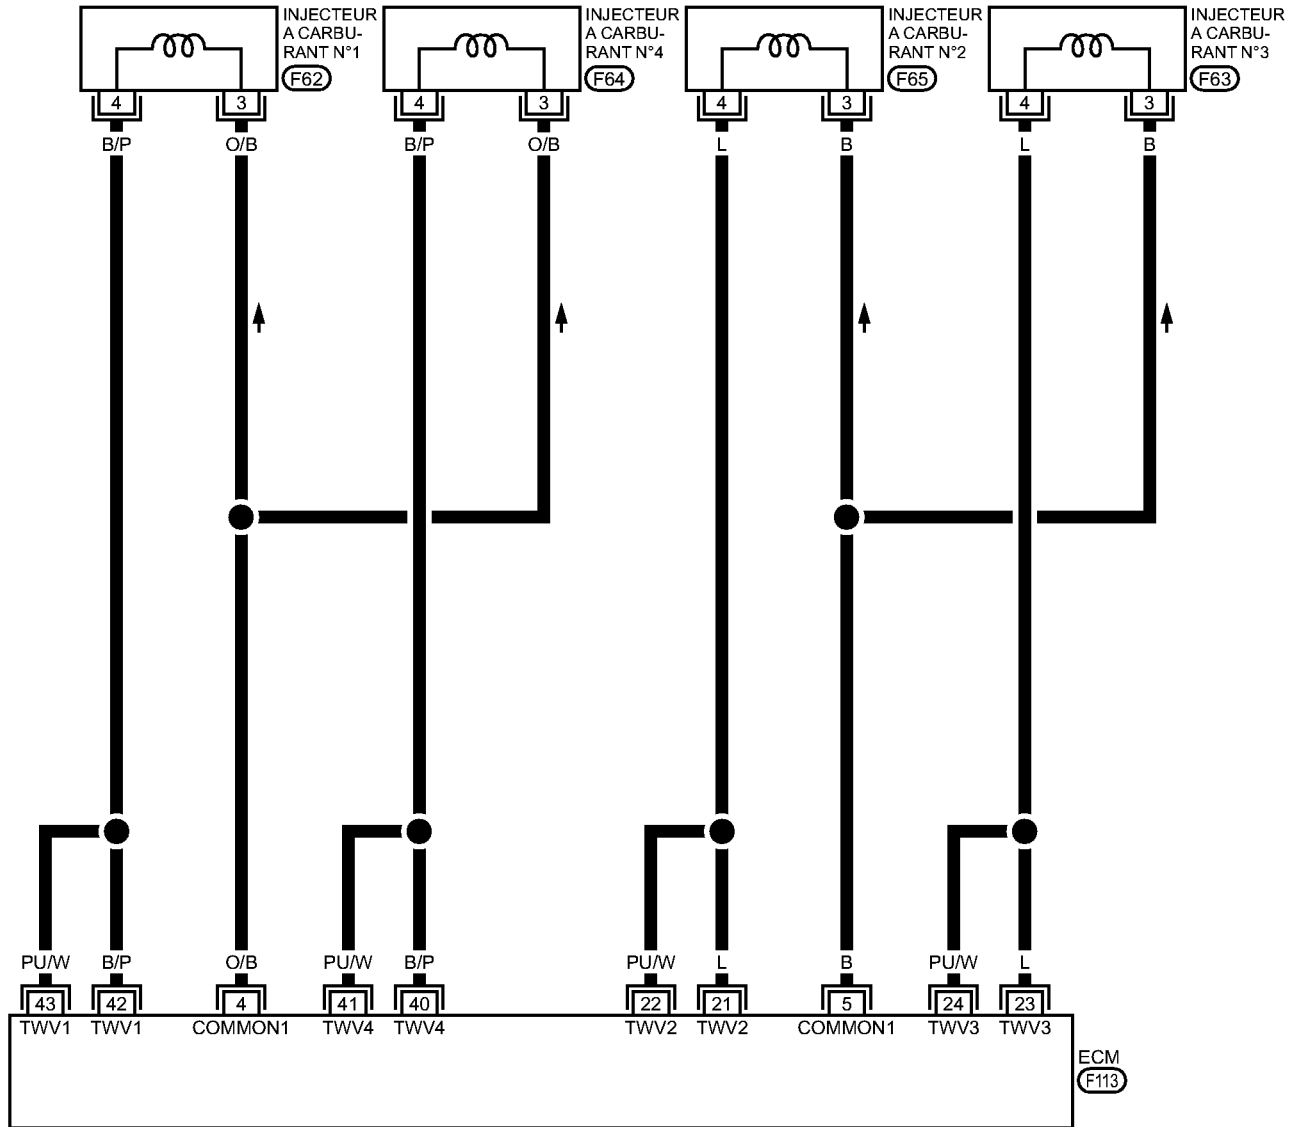 INJECTEUR
A CARBU-
RANT N°1
F62
INJECTEUR
A CARBU-
RANT N°4
F64
INJECTEUR
A CARBU-
RANT N°2
F65
INJECTEUR
A CARBU-
RANT N°3
F63
4 3 4 3 4 3 4 3
B/P O/B B/P O/B L B L B
PU/W B/P O/B PU/W B/P PU/W L B PU/W L
43 42 4 41 40 22 21 5 24 23
TWV1 TWV1 COMMON1 TWV4 TWV4 TWV2 TWV2 COMMON1 TWV3 TWV3
ECM
F113